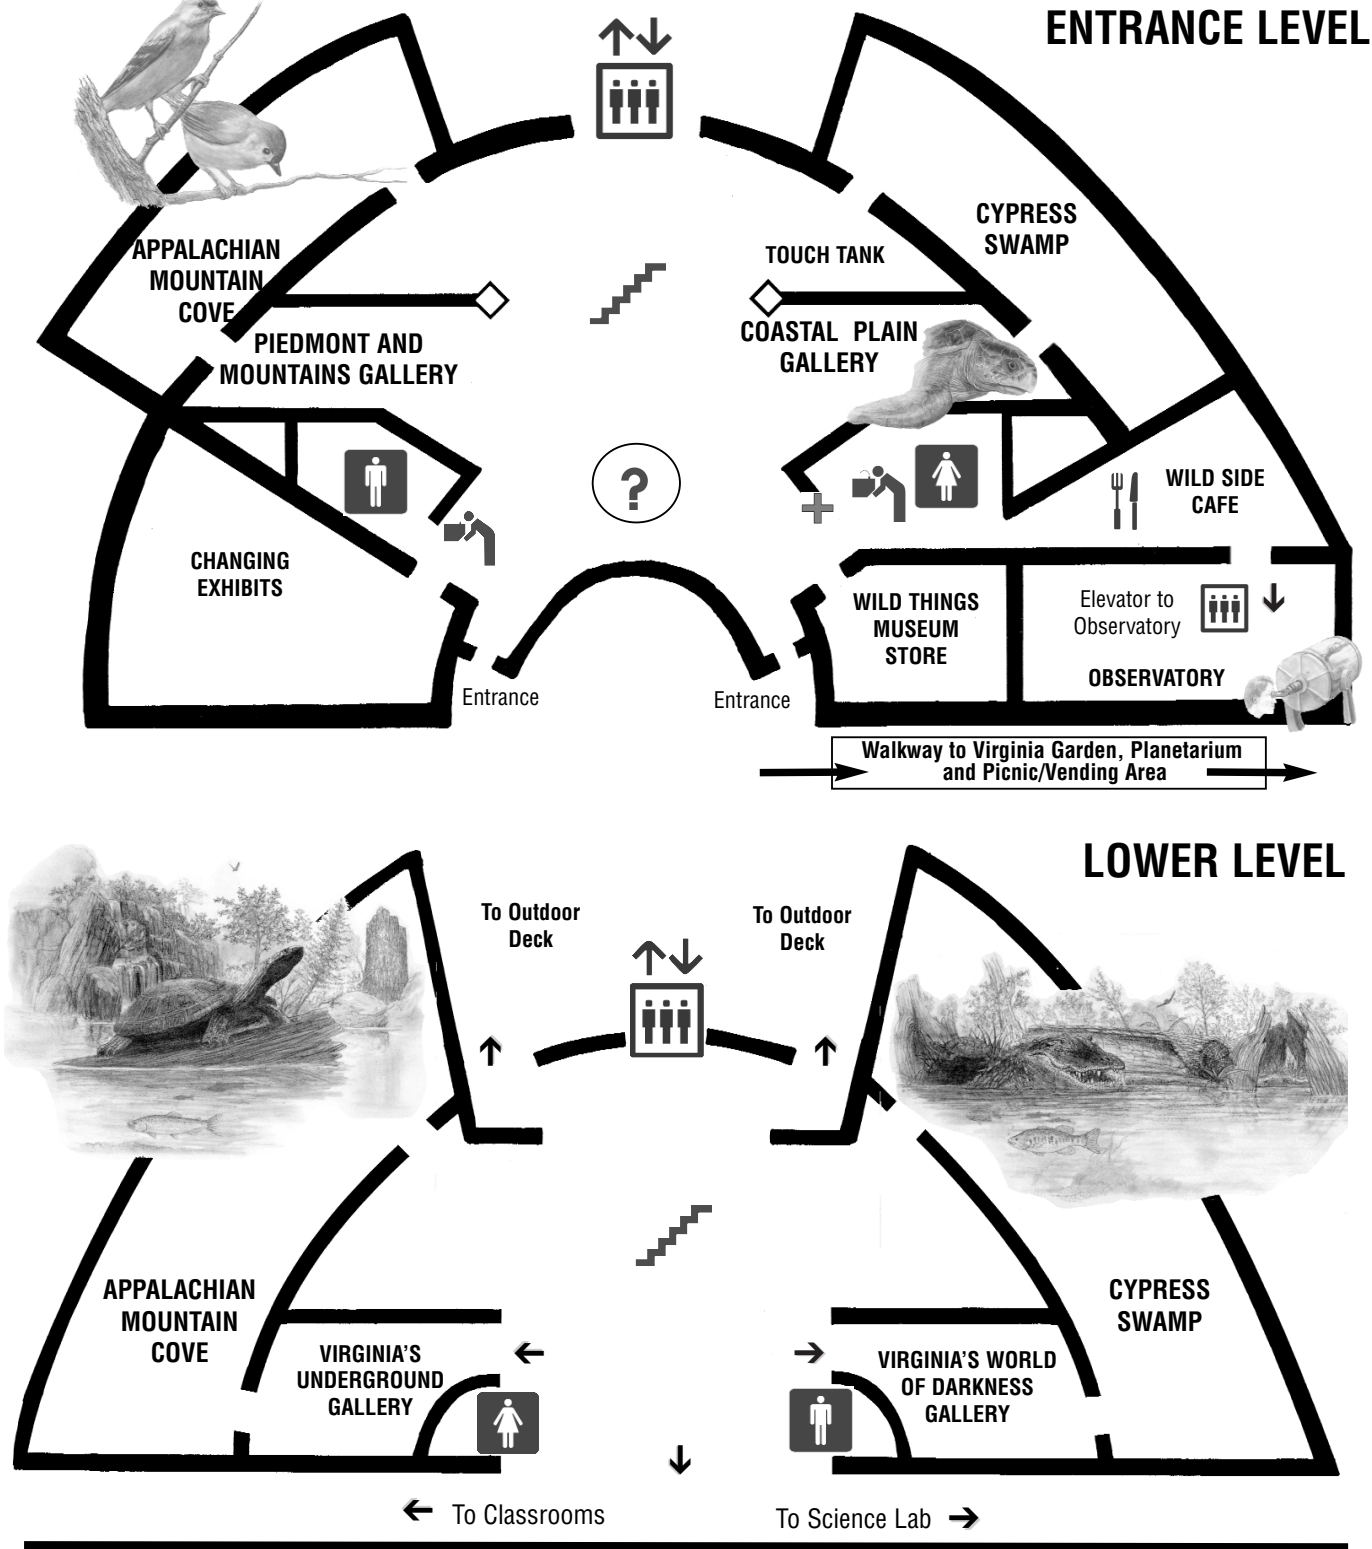 ENTRANCE LEVEL
CYPRESS
SWAMP
APPALACHIAN
MOUNTAIN
COVE
TOUCH TANK
PIEDMONT AND
MOUNTAINS GALLERY
COASTAL PLAIN
GALLERY
?
WILD SIDE
CAFE
CHANGING
EXHIBITS
WILD THINGS
MUSEUM
STORE
Elevator to
Observatory
OBSERVATORY
Entrance
Entrance
Walkway to Virginia Garden, Planetarium
and Picnic/Vending Area
LOWER LEVEL
To Outdoor
Deck
To Outdoor
Deck
APPALACHIAN
MOUNTAIN
COVE
CYPRESS
SWAMP
VIRGINIA'S
UNDERGROUND
GALLERY
VIRGINIA'S WORLD
OF DARKNESS
GALLERY
To Classrooms
To Science Lab